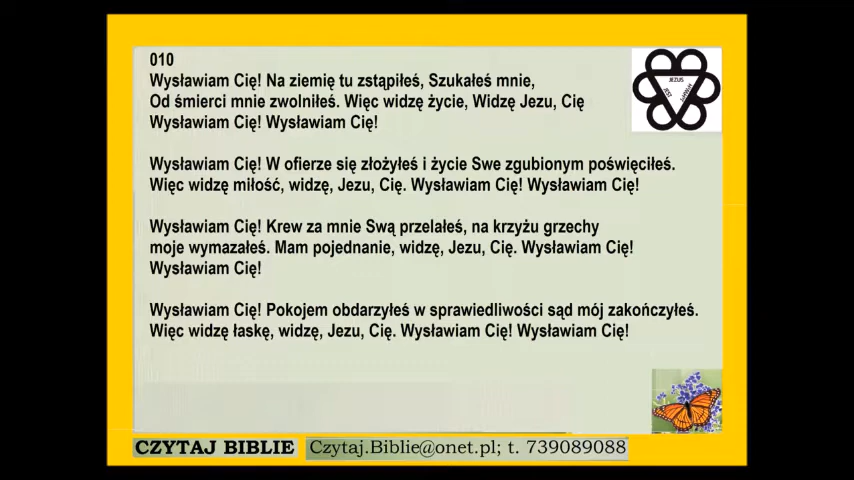 010
Wysławiam Cię! Na ziemię tu zstąpiłeś, Szukałeś mnie,
Od śmierci mnie zwolniłeś. Więc widzę życie, Widzę Jezu, Cię
Wysławiam Cię! Wysławiam Cię!
Wysławiam Cię! W ofierze się złożyłeś i życie Swe zgubionym poświęciłeś.
Więc widzę miłość, widzę, Jezu, Cię. Wysławiam Cię! Wysławiam Cię!
Wysławiam Cię! Krew za mnie Swą przelałeś, na krzyżu grzechy
moje wymazałeś. Mam pojednanie, widzę, Jezu, Cię. Wysławiam Cię!
Wysławiam Cię!
Wysławiam Cię! Pokojem obdarzyłeś w sprawiedliwości sąd mój zakończyłeś.
Więc widzę łaskę, widzę, Jezu, Cię. Wysławiam Cię! Wysławiam Cię!
JEZUS
CZYTAJ BIBLIE
Czytaj.Biblie@onet.pl; t. 739089088